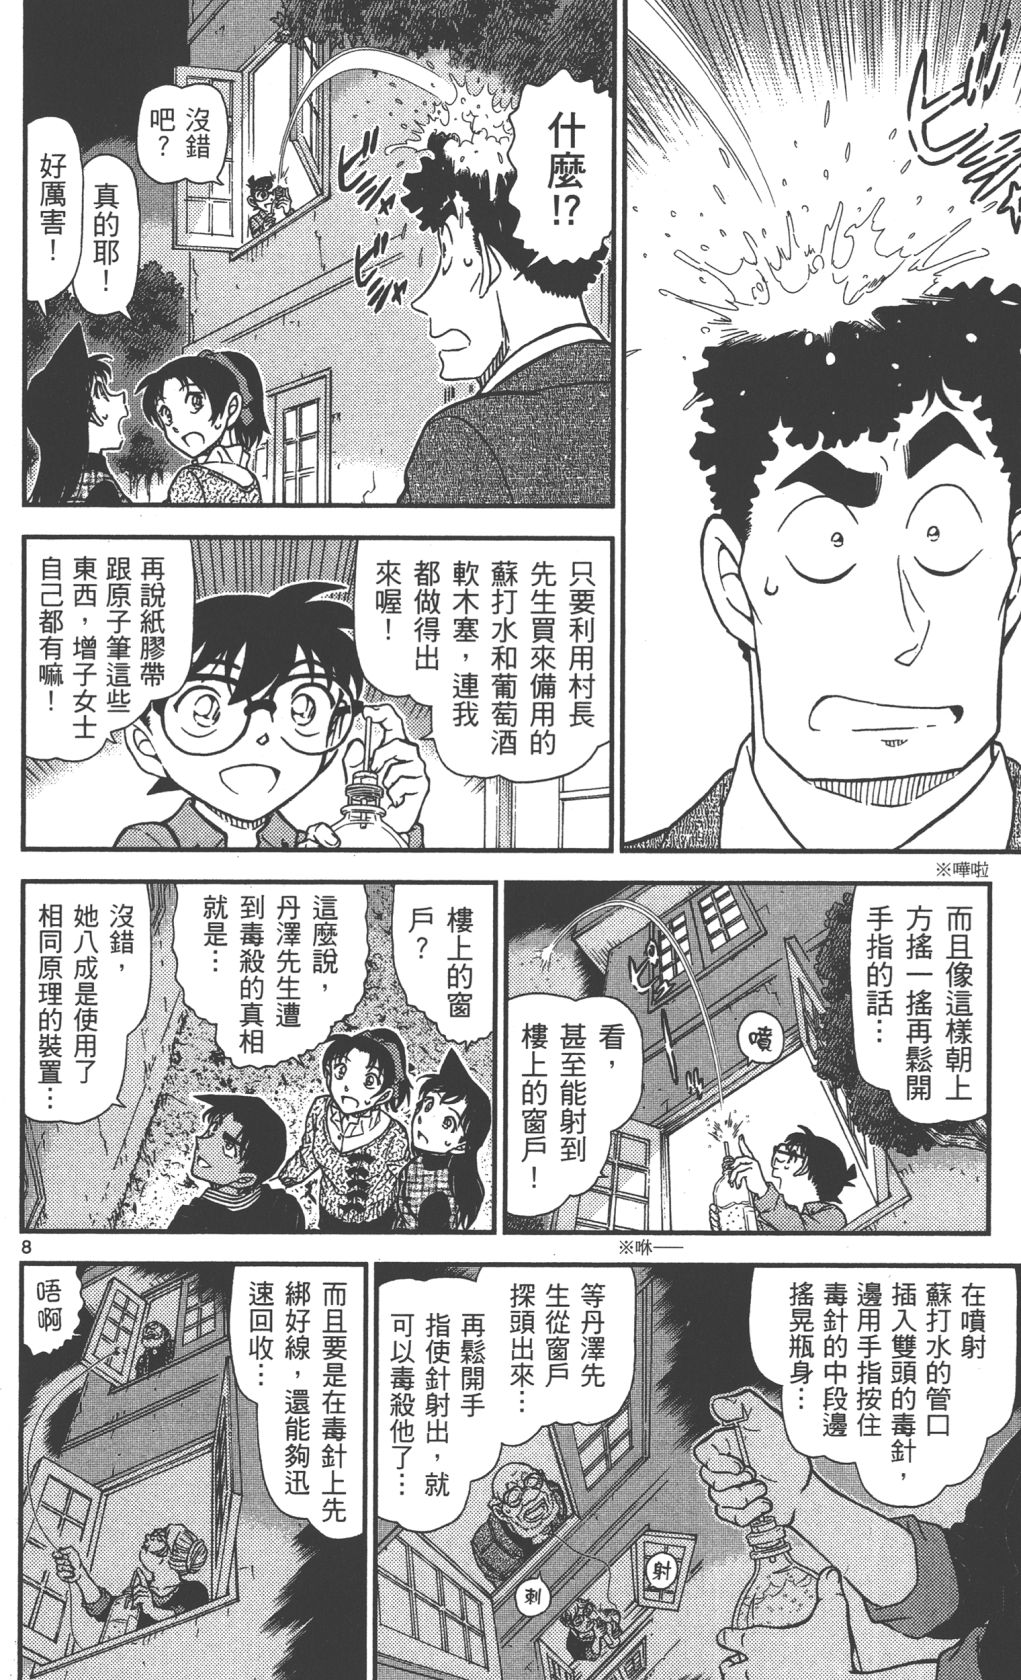 ※嘩啦
什麼!?
沒錯
吧？
真的耶！
好厲害！
只要利用村長
先生買來備用的
蘇打水和葡萄酒
軟木塞，連我
都做得出
來喔！
再說紙膠帶
跟原子筆這些
東西，增子女士
自己都有嘛！
而且像這樣朝上
方搖一搖再鬆開
手指的話…
噴
看，
甚至能射到
樓上的窗戶！
※咻——
樓上的窗
戶？
這麼說，
丹澤先生遭
到毒殺的真相
就是…
沒錯，
她八成是使用了
相同原理的裝置…
8
在噴射
蘇打水的管口
插入雙頭的毒針，
邊用手指按住
毒針的中段邊
搖晃瓶身…
等丹澤先
生從窗戶
探頭出來…
再鬆開手
指使針射出，就
可以毒殺他了…
射
刺
而且要是在毒針上先
綁好線，還能夠迅
速回收…
唔啊